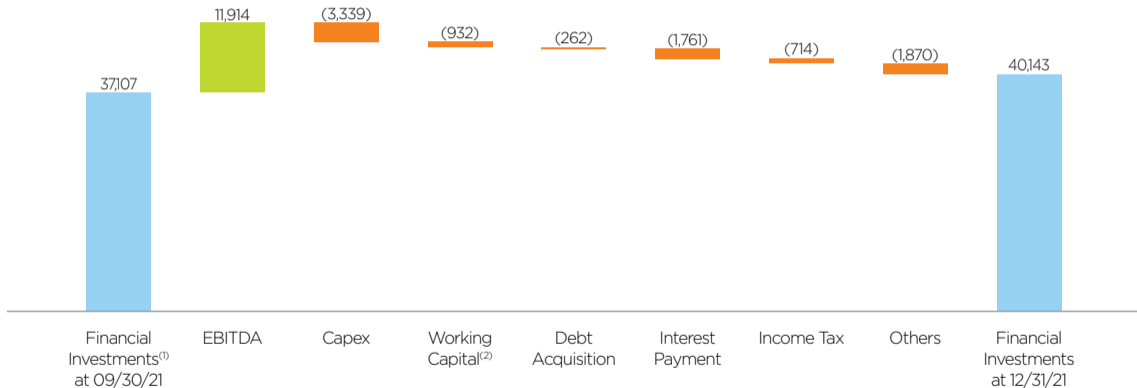 11,914
(3,339)
(932)
(262)
(1,761)
(714)
(1,870)
40,143
37,107
Financial
Investments(1)
at 09/30/21
EBITDA
Capex
Working
Capital(2)
Debt
Acquisition
Interest
Payment
Income Tax
Others
Financial
Investments
at 12/31/21